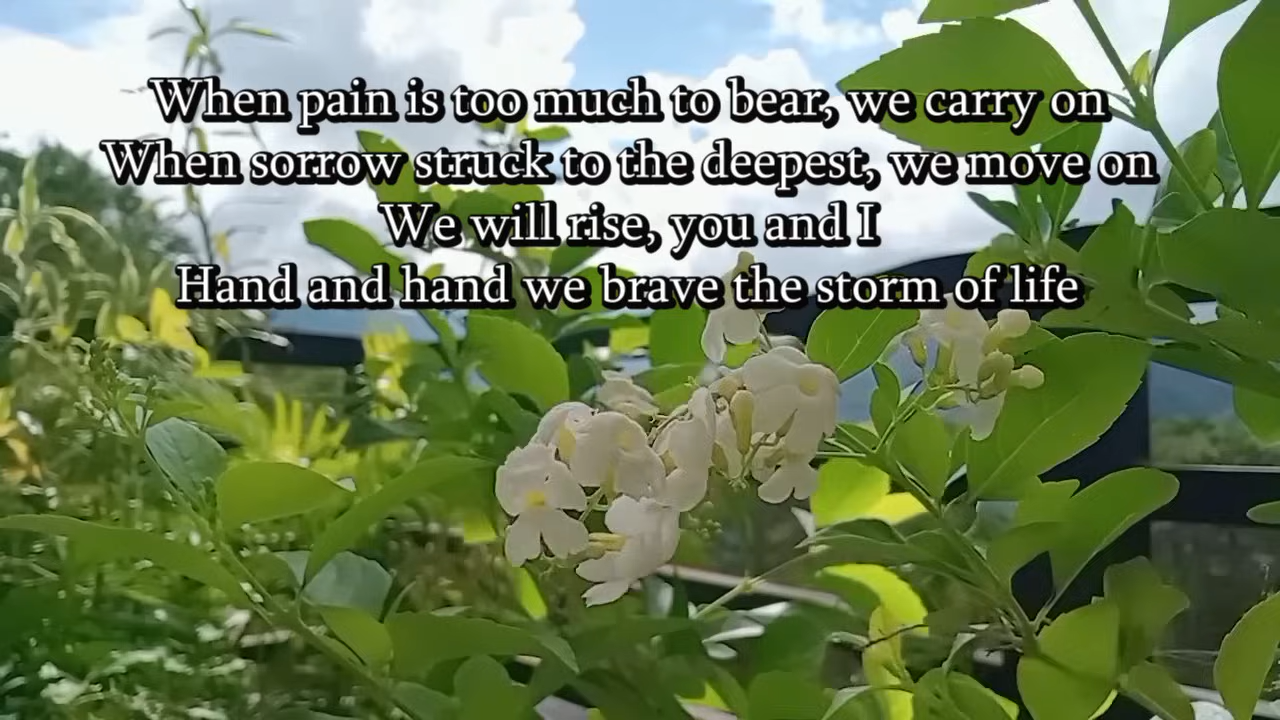 When pain is too much to bear, we carry on
When sorrow struck to the deepest, we move on
We will rise, you and I
Hand and hand we brave the storm of life